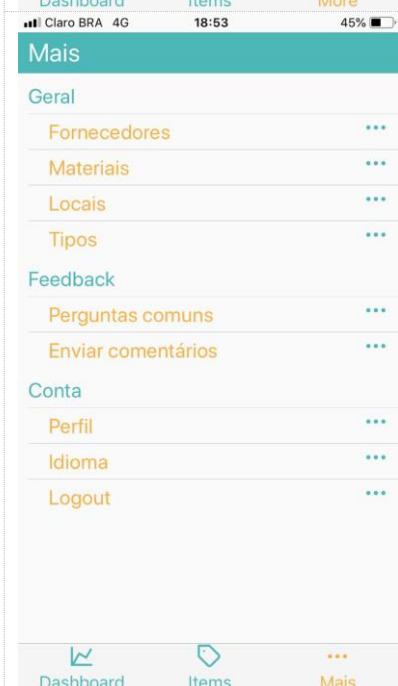 Dashboard Items More
Claro BRA 4G 18:53 45%
Mais
Geral
Fornecedores
Materiais
Locais
Tipos
Feedback
Perguntas comuns
Enviar comentários
Conta
Perfil
Idioma
Logout
Dashboard Items Mais